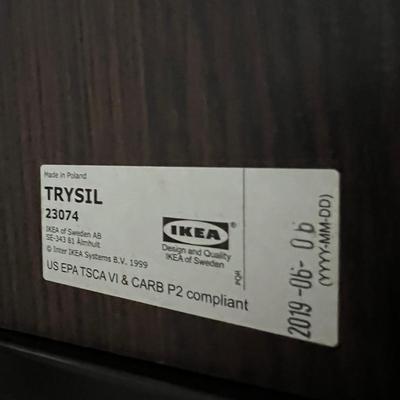 Made in Poland
TRYSIL
23074
IKEA of Sweden AB
SE-343 81 Älmhult
© Inter IKEA Systems B.V. 1999
US EPA TSCA VI & CARB P2 compliant
IKEA
Design and Quality
IKEA of Sweden
PQR
2019-06-06
(YYYY-MM-DD)